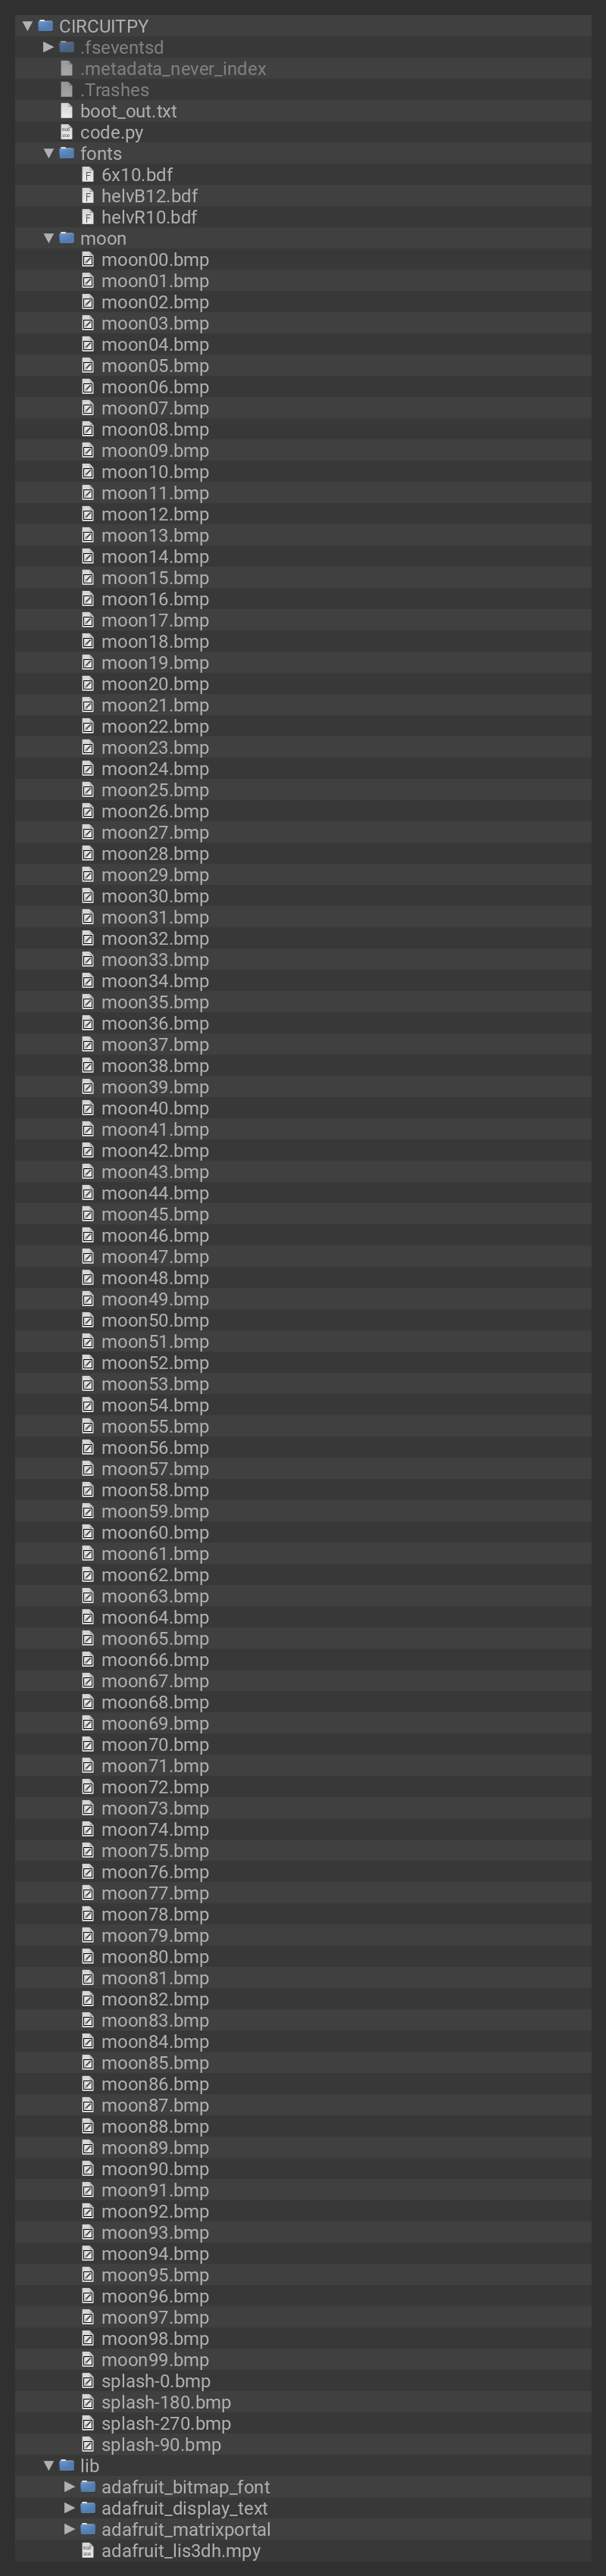 CIRCUITPY
.fseventsd
.metadata_never_index
.Trashes
boot_out.txt
code.py
fonts
6x10.bdf
helvB12.bdf
helvR10.bdf
moon
moon00.bmp
moon01.bmp
moon02.bmp
moon03.bmp
moon04.bmp
moon05.bmp
moon06.bmp
moon07.bmp
moon08.bmp
moon09.bmp
moon10.bmp
moon11.bmp
moon12.bmp
moon13.bmp
moon14.bmp
moon15.bmp
moon16.bmp
moon17.bmp
moon18.bmp
moon19.bmp
moon20.bmp
moon21.bmp
moon22.bmp
moon23.bmp
moon24.bmp
moon25.bmp
moon26.bmp
moon27.bmp
moon28.bmp
moon29.bmp
moon30.bmp
moon31.bmp
moon32.bmp
moon33.bmp
moon34.bmp
moon35.bmp
moon36.bmp
moon37.bmp
moon38.bmp
moon39.bmp
moon40.bmp
moon41.bmp
moon42.bmp
moon43.bmp
moon44.bmp
moon45.bmp
moon46.bmp
moon47.bmp
moon48.bmp
moon49.bmp
moon50.bmp
moon51.bmp
moon52.bmp
moon53.bmp
moon54.bmp
moon55.bmp
moon56.bmp
moon57.bmp
moon58.bmp
moon59.bmp
moon60.bmp
moon61.bmp
moon62.bmp
moon63.bmp
moon64.bmp
moon65.bmp
moon66.bmp
moon67.bmp
moon68.bmp
moon69.bmp
moon70.bmp
moon71.bmp
moon72.bmp
moon73.bmp
moon74.bmp
moon75.bmp
moon76.bmp
moon77.bmp
moon78.bmp
moon79.bmp
moon80.bmp
moon81.bmp
moon82.bmp
moon83.bmp
moon84.bmp
moon85.bmp
moon86.bmp
moon87.bmp
moon88.bmp
moon89.bmp
moon90.bmp
moon91.bmp
moon92.bmp
moon93.bmp
moon94.bmp
moon95.bmp
moon96.bmp
moon97.bmp
moon98.bmp
moon99.bmp
splash-0.bmp
splash-180.bmp
splash-270.bmp
splash-90.bmp
lib
adafruit_bitmap_font
adafruit_display_text
adafruit_matrixportal
adafruit_lis3dh.mpy